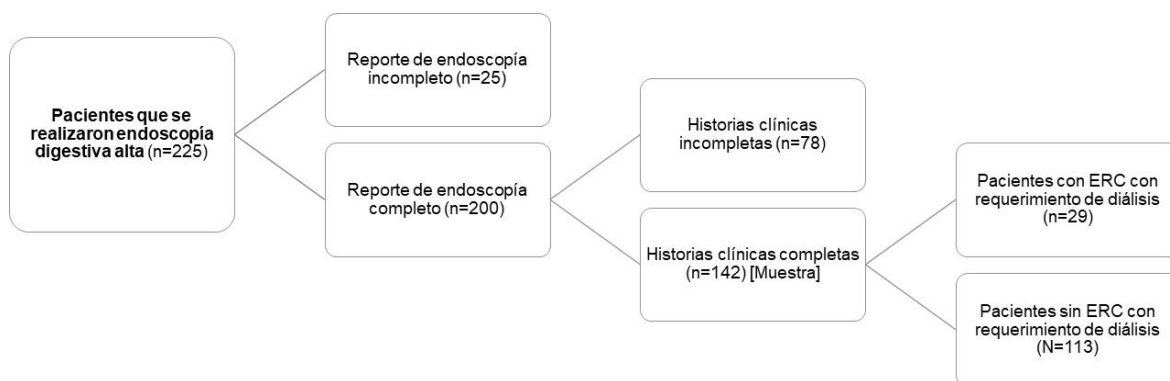 Pacientes que se
realizaron endoscopía
digestiva alta (n=225)
Reporte de endoscopía
incompleto (n=25)
Reporte de endoscopía
completo (n=200)
Historias clínicas
incompletas (n=78)
Historias clínicas completas
(n=142) [Muestra]
Pacientes con ERC con
requerimiento de diálisis
(n=29)
Pacientes sin ERC con
requerimiento de diálisis
(N=113)